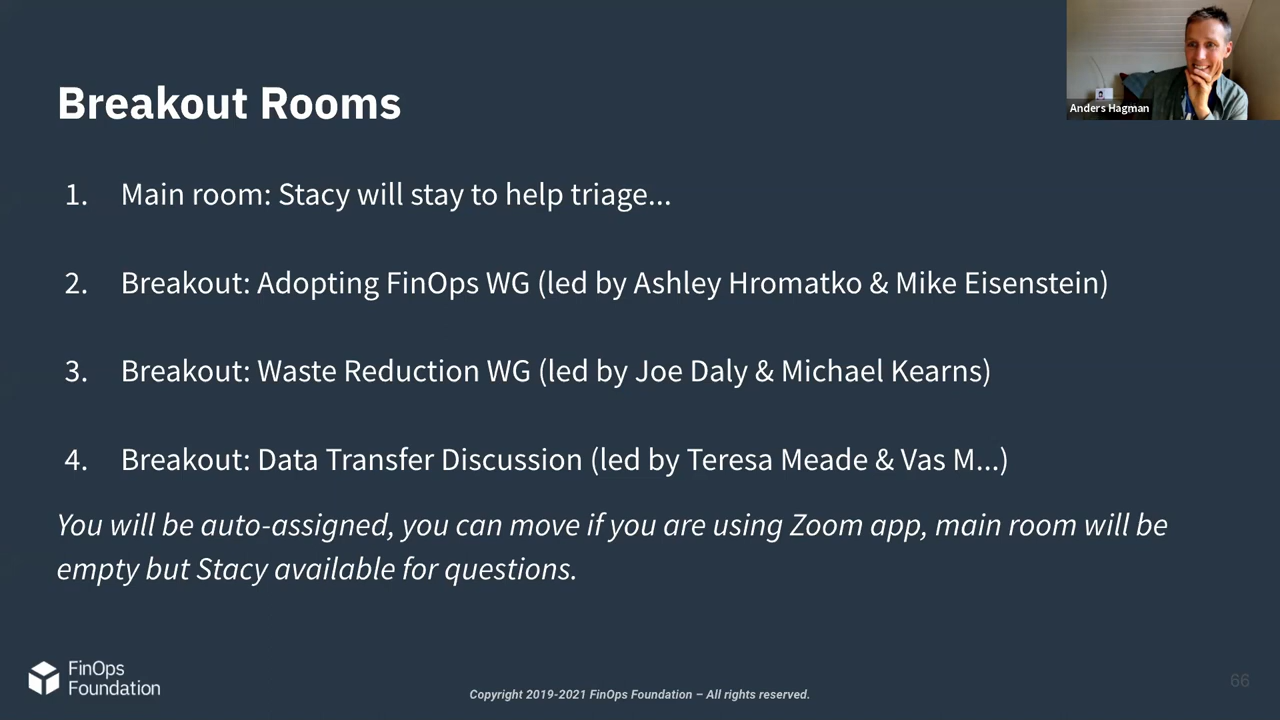 Breakout Rooms
Anders Hagman
1. Main room: Stacy will stay to help triage...
2. Breakout: Adopting FinOps WG (led by Ashley Hromatko & Mike Eisenstein)
3. Breakout: Waste Reduction WG (led by Joe Daly & Michael Kearns)
4. Breakout: Data Transfer Discussion (led by Teresa Meade & Vas M...)
You will be auto-assigned, you can move if you are using Zoom app, main room will be
empty but Stacy available for questions.
FinOps
Foundation
Copyright 2019-2021 FinOps Foundation – All rights reserved.
66